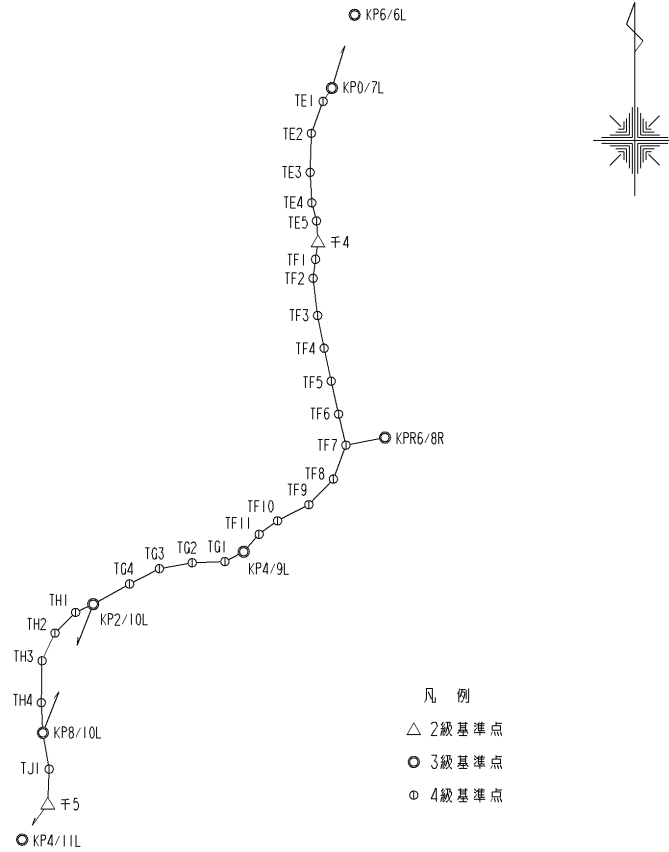 KP6/6L
KP0/7L
TE1
TE2
TE3
TE4
TE5
千4
TF1
TF2
TF3
TF4
TF5
TF6
KPR6/8R
TF7
TF8
TF9
TF10
TF11
TG1
TG2
TG3
TG4
KP4/9L
TH1
KP2/10L
TH2
TH3
TH4
KP8/10L
TJ1
千5
KP4/11L
凡 例
2級基準点
3級基準点
4級基準点